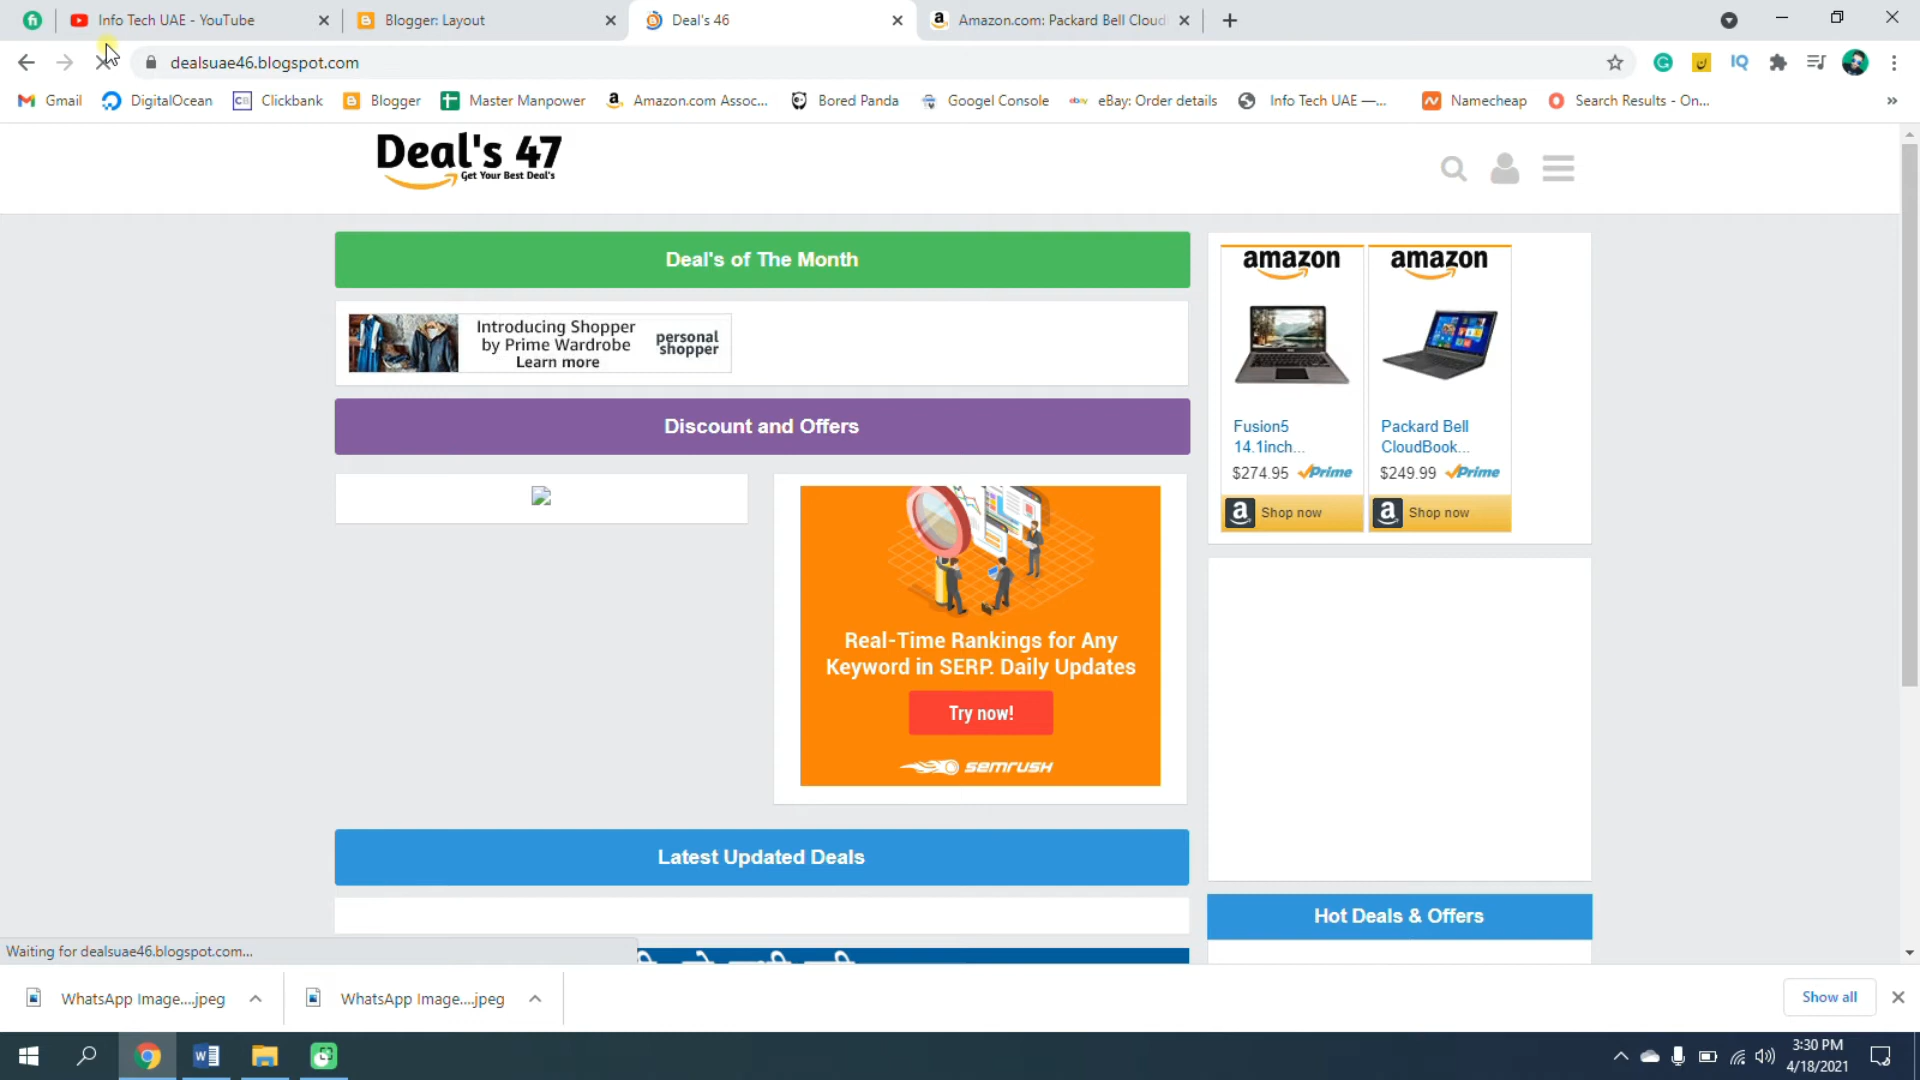 Info Tech UAE - YouTube
Blogger: Layout
Deal's 46
Amazon.com: Packard Bell Cloud
dealsuae46.blogspot.com
Gmail
DigitalOcean
Clickbank
Blogger
Master Manpower
Amazon.com Assoc...
Bored Panda
Googel Console
eBay: Order details
Info Tech UAE —...
Namecheap
Search Results - On...
»
Deal's 47
Get Your Best Deal's
Deal's of The Month
Introducing Shopper
by Prime Wardrobe
Learn more
personal
shopper
Discount and Offers
Real-Time Rankings for Any
Keyword in SERP. Daily Updates
Try now!
SEMRUSH
Latest Updated Deals
amazon
Fusion5
14.1inch...
$274.95 Prime
Shop now
amazon
Packard Bell
CloudBook...
$249.99 Prime
Shop now
Hot Deals & Offers
Waiting for dealsuae46.blogspot.com...
WhatsApp Image....jpeg
WhatsApp Image....jpeg
Show all
3:30 PM
4/18/2021